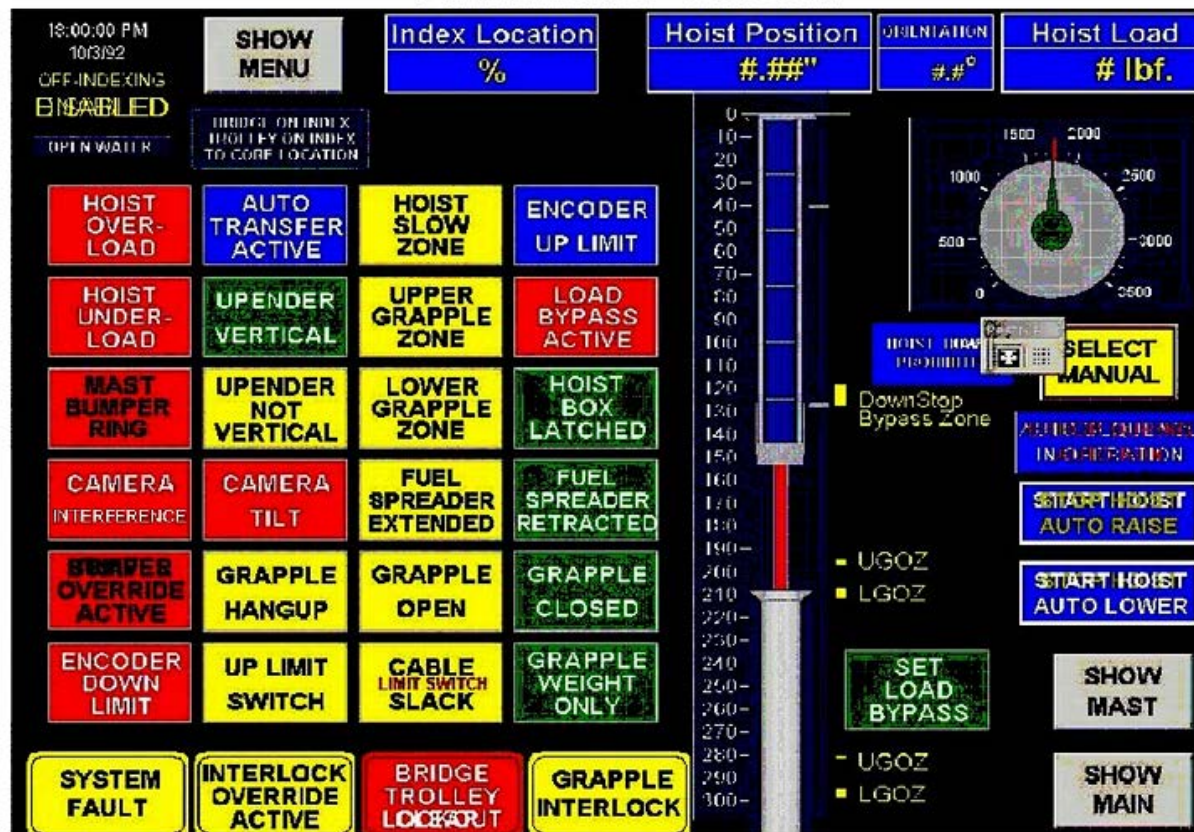 18:00:00 PM
10/3/92
OFF-INDEXING
OPEN WATER
SHOW
MENU
BRIDGE ON INDEX
TROLLEY ON INDEX
TO CORE LOCATION
Index Location
%
Hoist Position
#.##"
ORIENTATION
#.#°
Hoist Load
# lbf.
HOIST
OVER-
LOAD
AUTO
TRANSFER
ACTIVE
HOIST
SLOW
ZONE
ENCODER
UP LIMIT
HOIST
UNDER-
LOAD
UPENDER
VERTICAL
UPPER
GRAPPLE
ZONE
LOAD
BYPASS
ACTIVE
MAST
BUMPER
RING
UPENDER
NOT
VERTICAL
LOWER
GRAPPLE
ZONE
HOIST
BOX
LATCHED
CAMERA
INTERFERENCE
CAMERA
TILT
FUEL
SPREADER
EXTENDED
FUEL
SPREADER
RETRACTED
OVERRIDE
ACTIVE
GRAPPLE
HANGUP
GRAPPLE
OPEN
GRAPPLE
CLOSED
ENCODER
DOWN
LIMIT
UP LIMIT
SWITCH
CABLE
LIMIT SWITCH
SLACK
GRAPPLE
WEIGHT
ONLY
SYSTEM
FAULT
INTERLOCK
OVERRIDE
ACTIVE
BRIDGE
TROLLEY
GRAPPLE
INTERLOCK
0
10
20
30
40
50
60
70
80
90
100
110
120
130
140
150
160
170
180
190
200
210
220
230
240
250
260
270
280
290
300
DownStop
Bypass Zone
UGOZ
LGOZ
UGOZ
LGOZ
0
500
1000
1500
2000
2500
3000
3500
HOIST
SELECT
MANUAL
START HOIST
AUTO RAISE
START HOIST
AUTO LOWER
SET
LOAD
BYPASS
SHOW
MAST
SHOW
MAIN